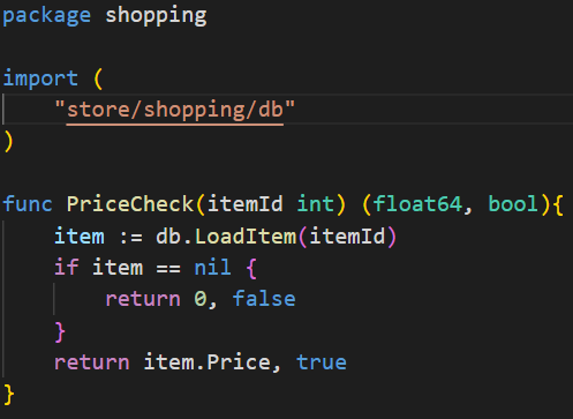 package shopping
import (
    "store/shopping/db"
)
func PriceCheck(itemId int) (float64, bool){
    item := db.LoadItem(itemId)
    if item == nil {
        return 0, false
    }
    return item.Price, true
}